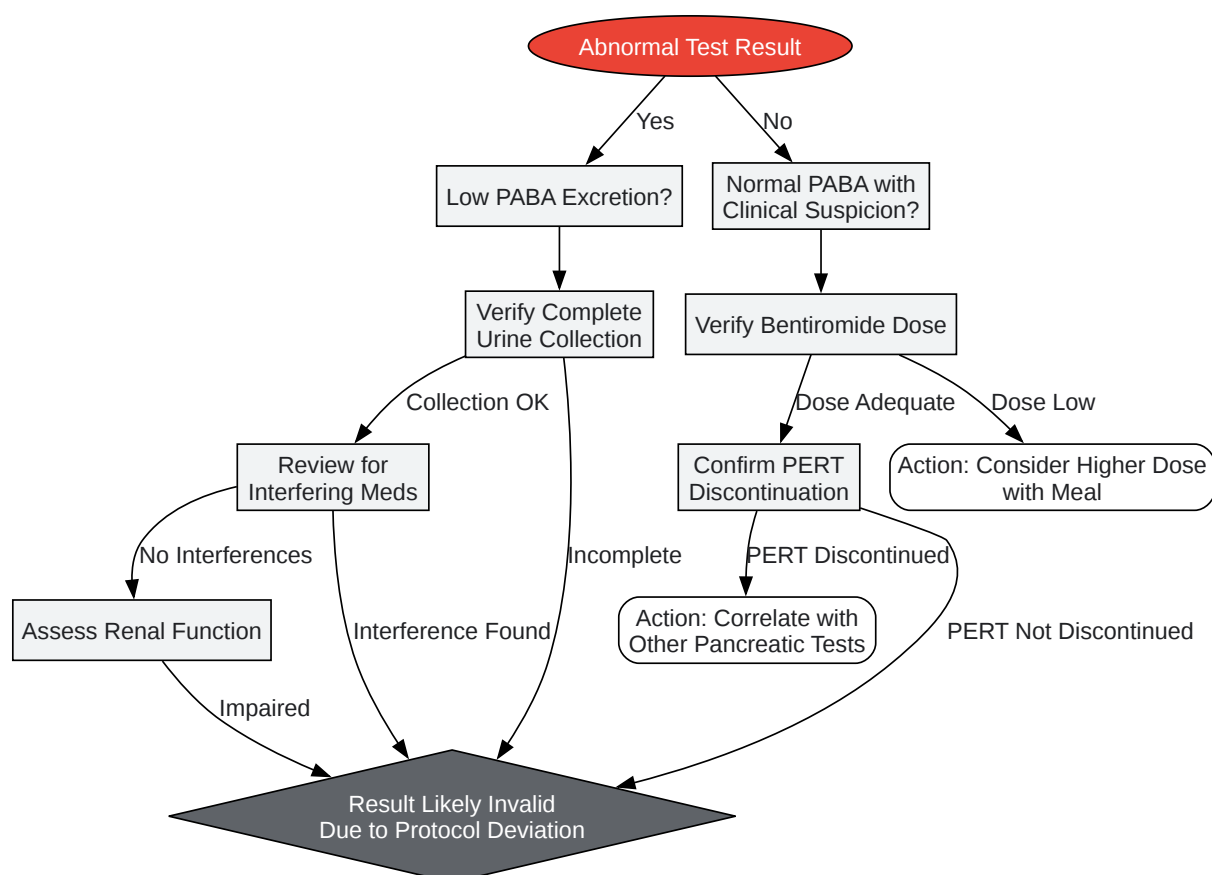 Abnormal Test Result
Yes
No
Low PABA Excretion?
Normal PABA with
Clinical Suspicion?
Verify Complete
Urine Collection
Verify Bentiromide Dose
Collection OK
Dose Adequate
Dose Low
Review for
Interfering Meds
Confirm PERT
Discontinuation
Action: Consider Higher Dose
with Meal
No Interferences
Incomplete
PERT Discontinued
Assess Renal Function
Interference Found
Action: Correlate with
Other Pancreatic Tests
PERT Not Discontinued
Impaired
Result Likely Invalid
Due to Protocol Deviation